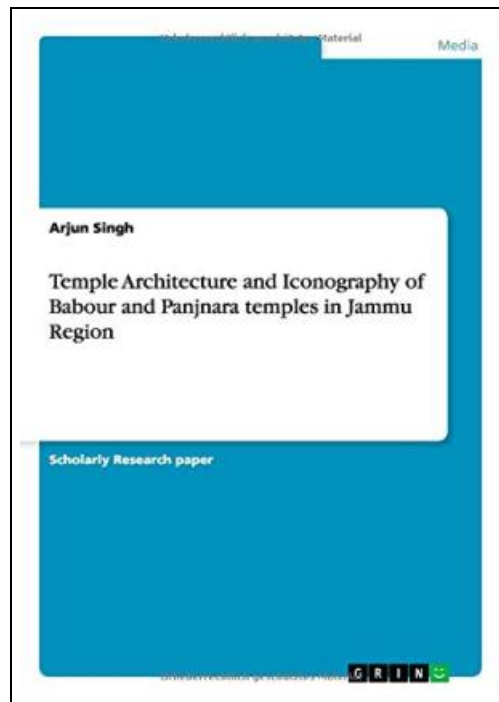 Material
Media
Arjun Singh
Temple Architecture and Iconography of
Babour and Panjnara temples in Jammu
Region
Scholarly Research paper
GRIN